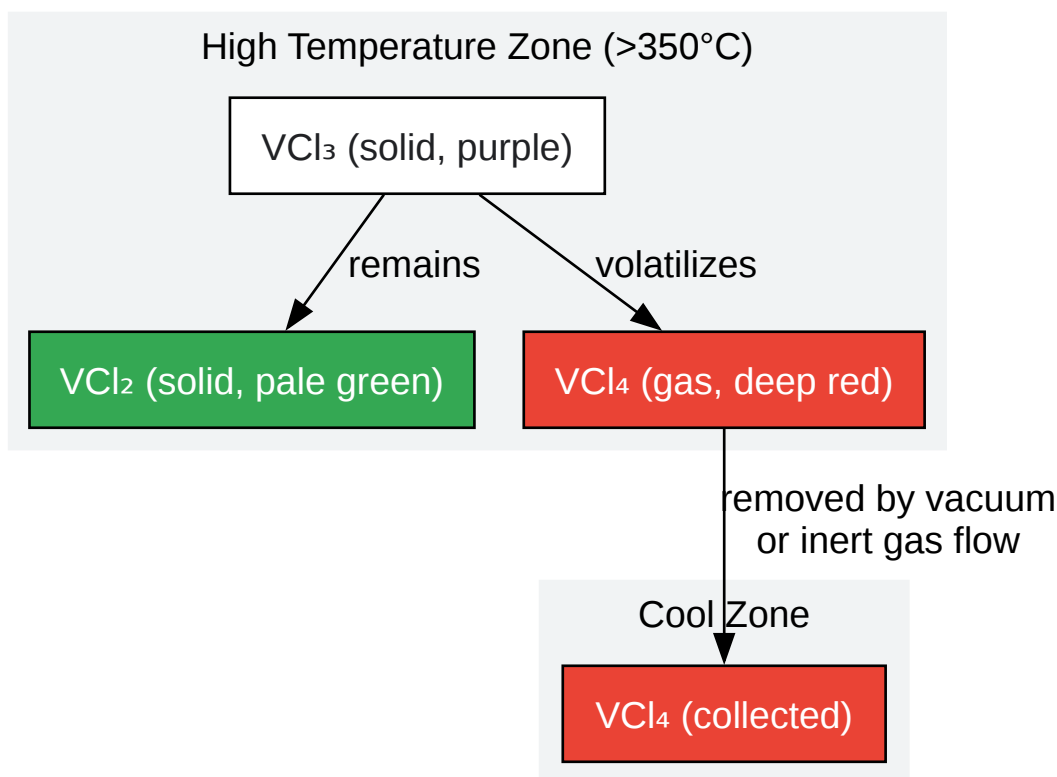 High Temperature Zone (>350°C)
VCl₃ (solid, purple)
remains
volatilizes
VCl₂ (solid, pale green)
VCl₄ (gas, deep red)
removed by vacuum
or inert gas flow
Cool Zone
VCl₄ (collected)